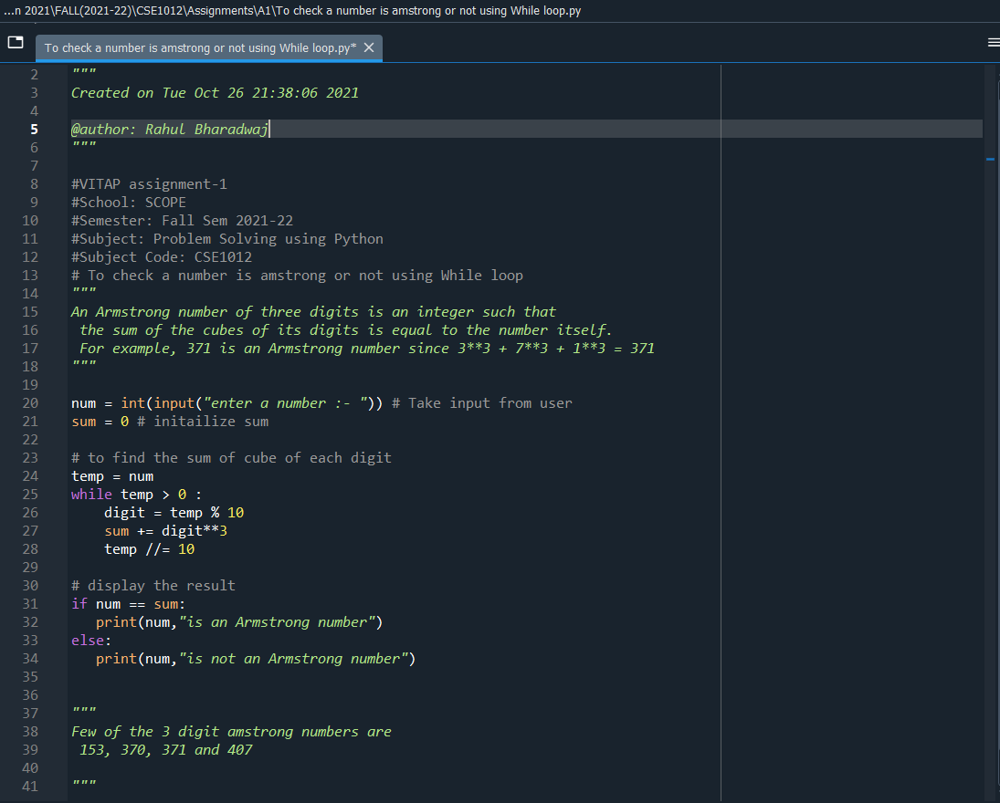 ...n 2021\FALL(2021-22)\CSE1012\Assignments\A1\To check a number is amstrong or not using While loop.py
To check a number is amstrong or not using While loop.py*
2 """
3 Created on Tue Oct 26 21:38:06 2021
4
5 @author: Rahul Bharadwaj
6 """
7
8 #VITAP assignment-1
9 #School: SCOPE
10 #Semester: Fall Sem 2021-22
11 #Subject: Problem Solving using Python
12 #Subject Code: CSE1012
13 # To check a number is amstrong or not using While loop
14 """
15 An Armstrong number of three digits is an integer such that
16  the sum of the cubes of its digits is equal to the number itself.
17  For example, 371 is an Armstrong number since 3**3 + 7**3 + 1**3 = 371
18 """
19
20 num = int(input("enter a number :- ")) # Take input from user
21 sum = 0 # initailize sum
22
23 # to find the sum of cube of each digit
24 temp = num
25 while temp > 0 :
26     digit = temp % 10
27     sum += digit**3
28     temp //= 10
29
30 # display the result
31 if num == sum:
32    print(num,"is an Armstrong number")
33 else:
34    print(num,"is not an Armstrong number")
35
36
37 """
38 Few of the 3 digit amstrong numbers are
39  153, 370, 371 and 407
40
41 """